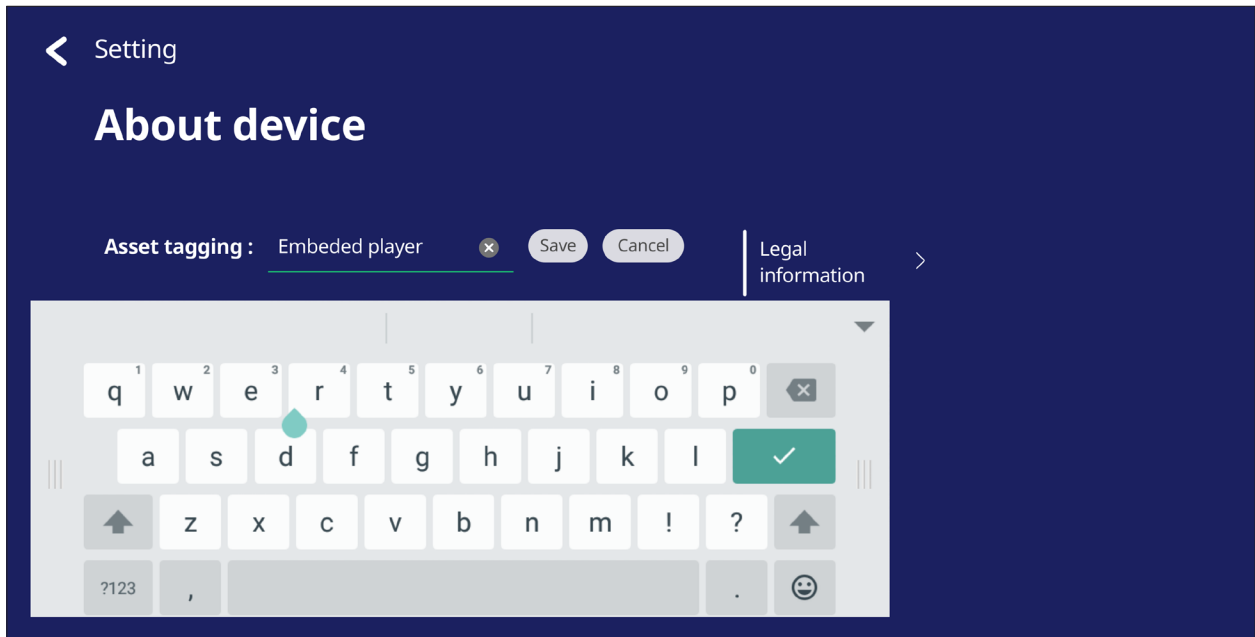 Setting
About device
Asset tagging : Embeded player Save Cancel
Legal
information
q 1 w 2 e 3 r 4 t 5 y 6 u 7 i 8 o 9 p 0
a s d f g h j k l
z x c v b n m ! ?
?123 , .